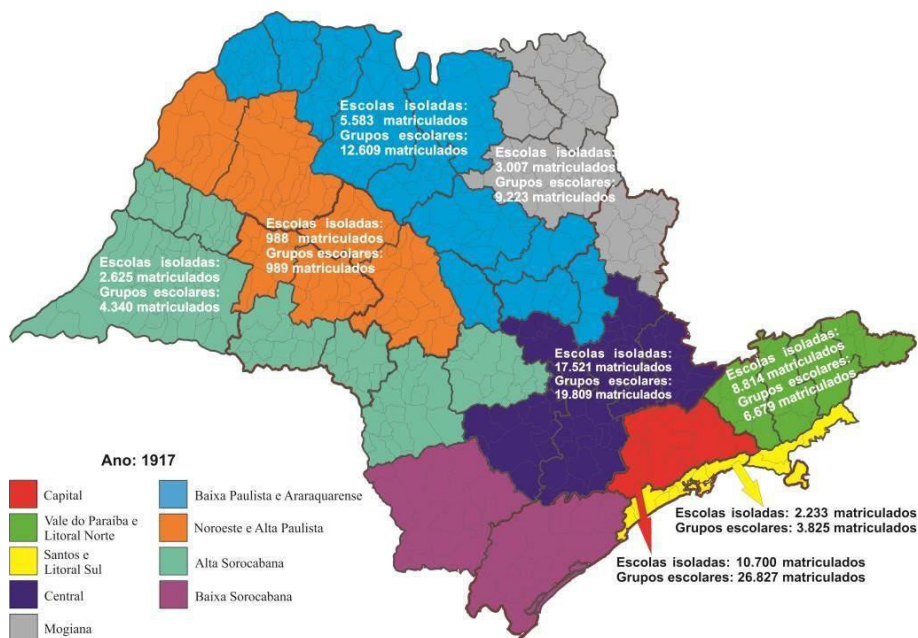 Escolas isoladas:
5.583 matriculados
Grupos escolares:
12.609 matriculados
Escolas isoladas:
3.007 matriculados
Grupos escolares:
9.223 matriculados
Escolas isoladas:
988 matriculados
Grupos escolares:
989 matriculados
Escolas isoladas:
2.625 matriculados
Grupos escolares:
4.340 matriculados
Escolas isoladas:
17.521 matriculados
Grupos escolares:
19.809 matriculados
Escolas isoladas:
8.814 matriculados
Grupos escolares:
6.679 matriculados
Escolas isoladas: 2.233 matriculados
Grupos escolares: 3.825 matriculados
Escolas isoladas: 10.700 matriculados
Grupos escolares: 26.827 matriculados
Ano: 1917
Capital
Vale do Paraíba e
Litoral Norte
Santos e
Litoral Sul
Central
Mogiana
Baixa Paulista e Araraquarense
Noroeste e Alta Paulista
Alta Sorocabana
Baixa Sorocabana